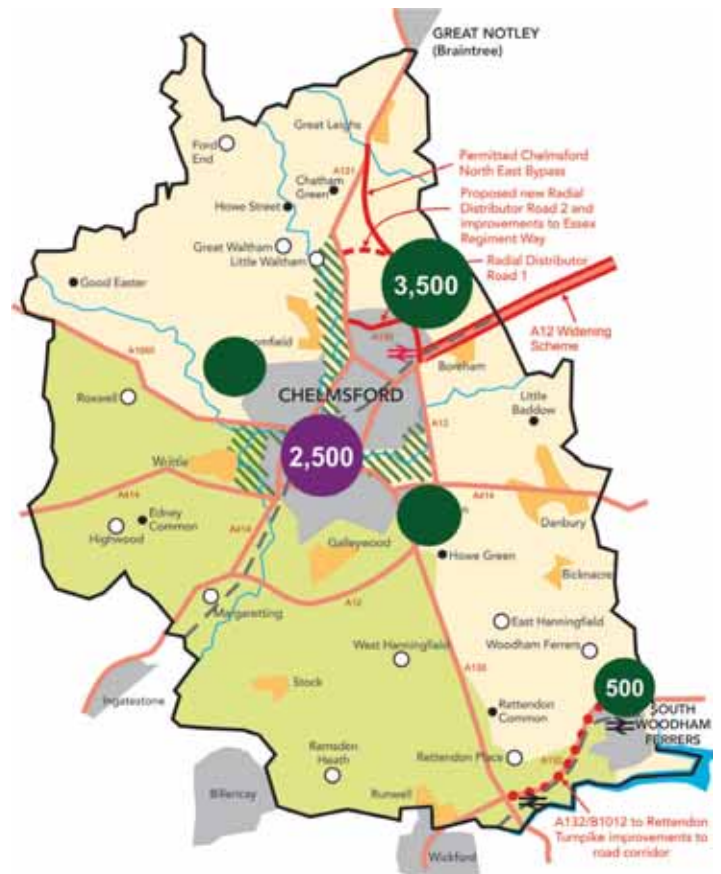 GREAT NOTLEY
(Braintree)
Great Leighs
Ford
End
A131
Permitted Chelmsford
North East Bypass
Chatham
Green
Howe Street
Proposed new Radial
Distributor Road 2 and
improvements to Essex
Regiment Way
Great Waltham
Little Waltham
Radial Distributor
Road 1
Good Easter
3,500
A12 Widening
Scheme
A130
omfield
A1060
Boreham
Roxwell
CHELMSFORD
Little
Baddow
A12
Writtle
2,500
A414
A414
Edney
Common
Highwood
A414
Danbury
Galleywood
Howe Green
Bicknacre
Margaretting
A12
East Hanningfield
West Hanningfield
Woodham Ferrers
A130
Ingatestone
Stock
500
Rattendon
Common
SOUTH
WOODHAM
FERRERS
Ramsden
Heath
Rettendon Place
A132
Billericay
Runwell
A132/B1012 to Rettendon
Turnpike improvements to
road corridor
Wickford